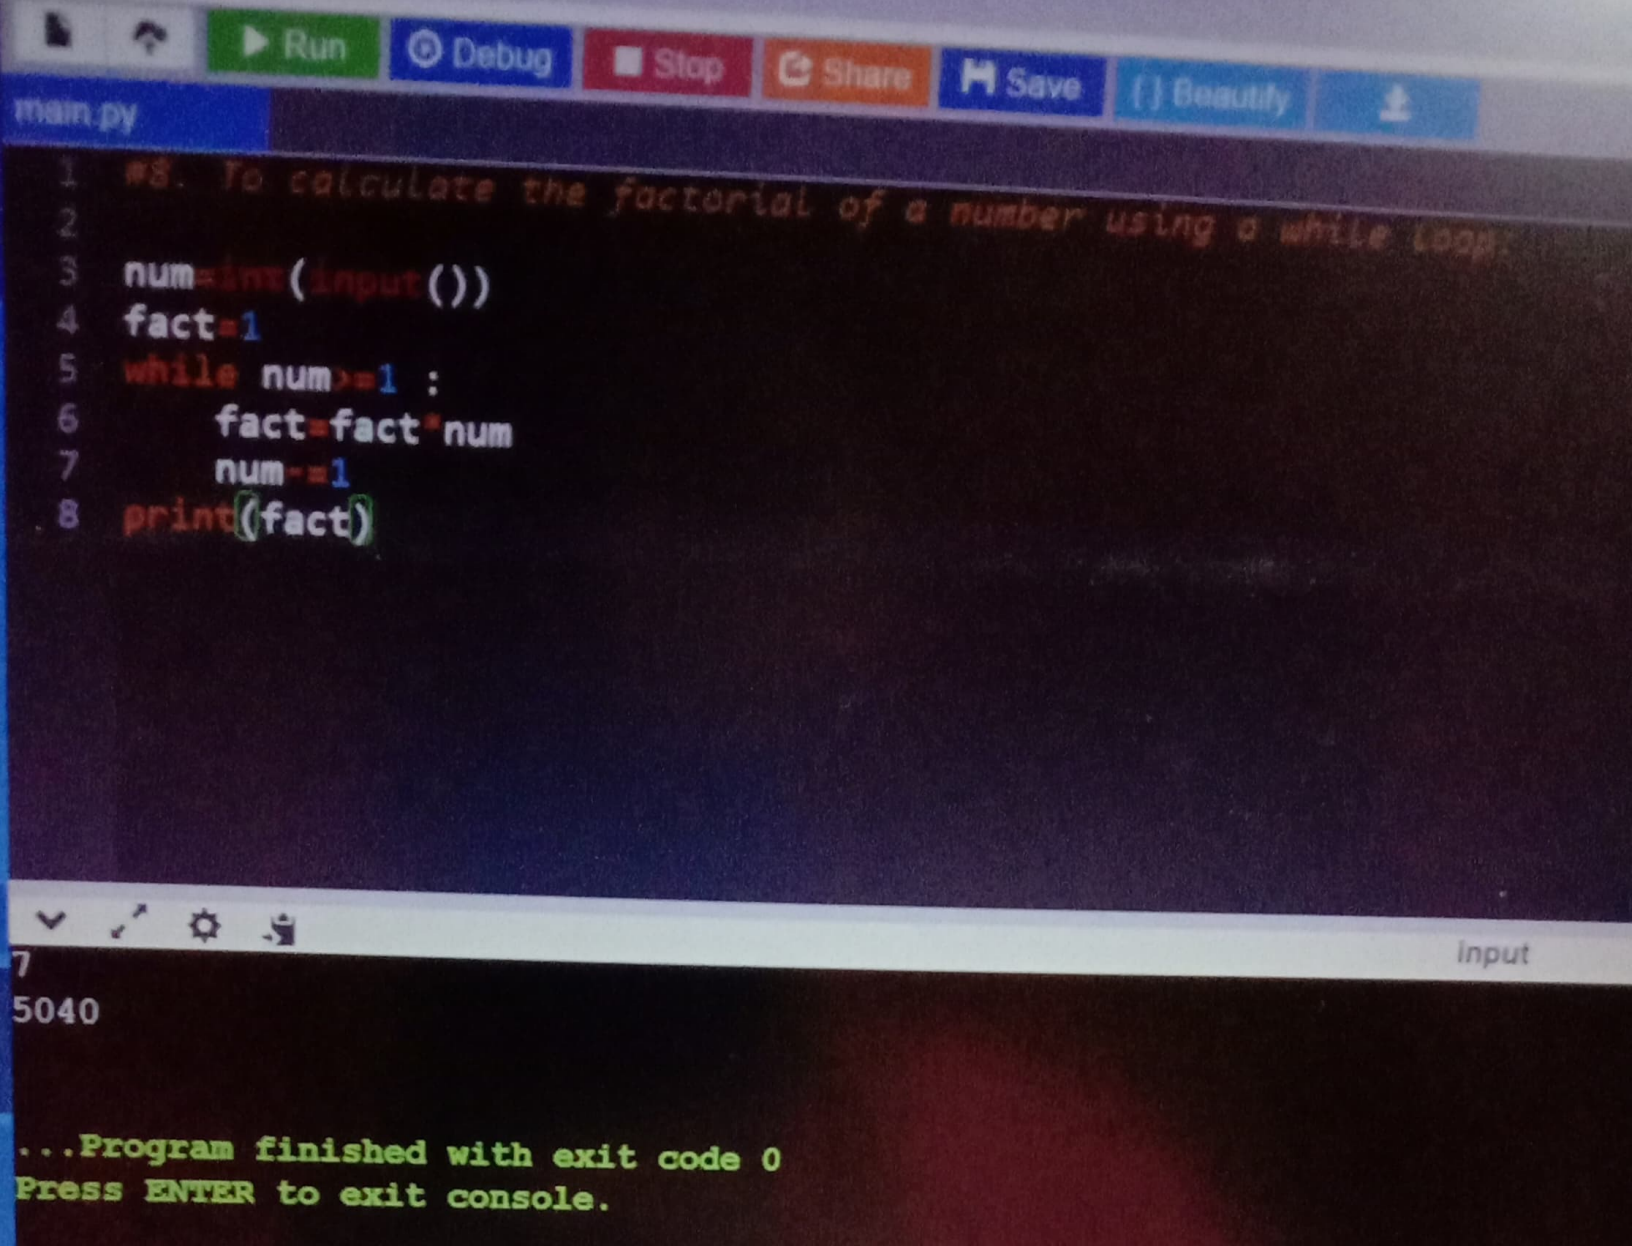 Run Debug Stop Share Save {} Beautify
main.py
1 #8. To calculate the factorial of a number using a while loop.
2
3 num=int(input())
4 fact=1
5 while num>=1 :
6     fact=fact*num
7     num-=1
8 print(fact)
input
7
5040
...Program finished with exit code 0
Press ENTER to exit console.